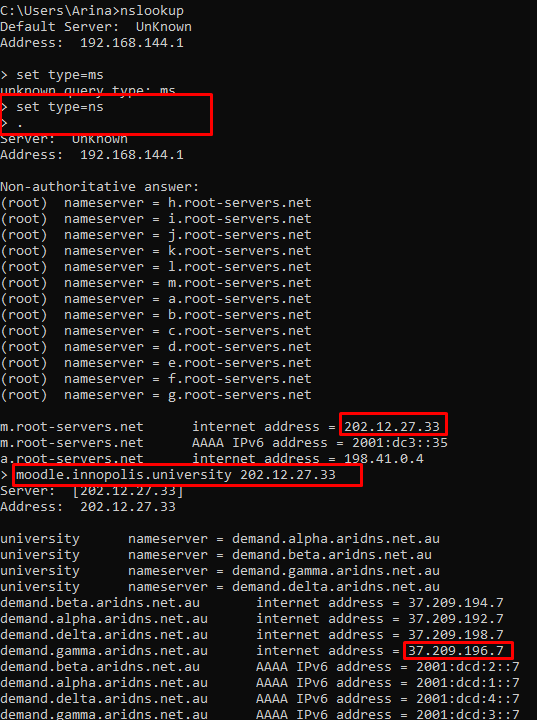 C:\Users\Arina>nslookup
Default Server:  UnKnown
Address:  192.168.144.1
> set type=ms
unknown query type: ms
> set type=ns
> .
Server:  UnKnown
Address:  192.168.144.1
Non-authoritative answer:
(root)  nameserver = h.root-servers.net
(root)  nameserver = i.root-servers.net
(root)  nameserver = j.root-servers.net
(root)  nameserver = k.root-servers.net
(root)  nameserver = l.root-servers.net
(root)  nameserver = m.root-servers.net
(root)  nameserver = a.root-servers.net
(root)  nameserver = b.root-servers.net
(root)  nameserver = c.root-servers.net
(root)  nameserver = d.root-servers.net
(root)  nameserver = e.root-servers.net
(root)  nameserver = f.root-servers.net
(root)  nameserver = g.root-servers.net
m.root-servers.net      internet address = 202.12.27.33
m.root-servers.net      AAAA IPv6 address = 2001:dc3::35
a.root-servers.net      internet address = 198.41.0.4
> moodle.innopolis.university 202.12.27.33
Server:  [202.12.27.33]
Address:  202.12.27.33
university      nameserver = demand.alpha.aridns.net.au
university      nameserver = demand.beta.aridns.net.au
university      nameserver = demand.gamma.aridns.net.au
university      nameserver = demand.delta.aridns.net.au
demand.beta.aridns.net.au       internet address = 37.209.194.7
demand.alpha.aridns.net.au      internet address = 37.209.192.7
demand.delta.aridns.net.au      internet address = 37.209.198.7
demand.gamma.aridns.net.au      internet address = 37.209.196.7
demand.beta.aridns.net.au       AAAA IPv6 address = 2001:dcd:2::7
demand.alpha.aridns.net.au      AAAA IPv6 address = 2001:dcd:1::7
demand.delta.aridns.net.au      AAAA IPv6 address = 2001:dcd:4::7
demand.gamma.aridns.net.au      AAAA IPv6 address = 2001:dcd:3::7